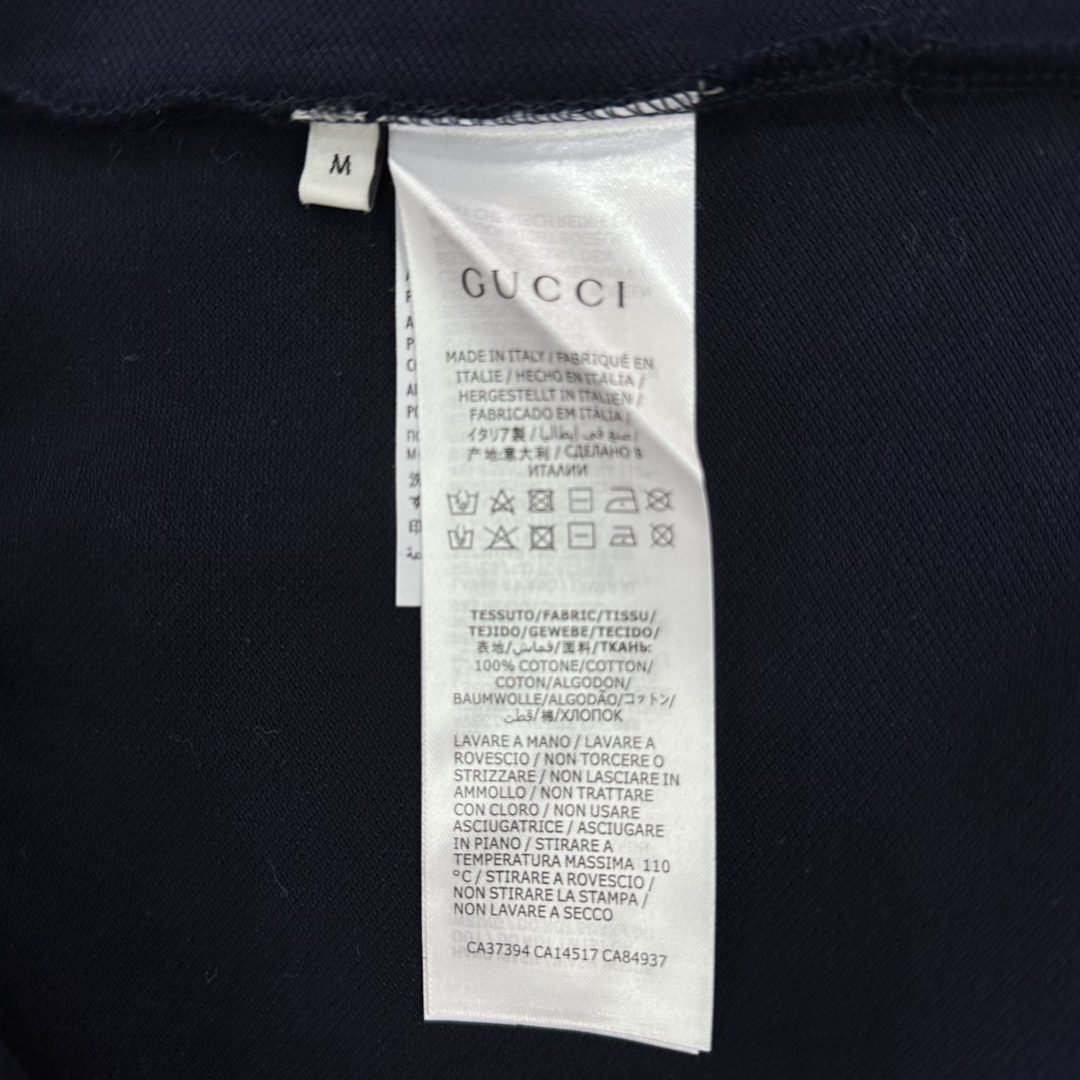 M
GUCCI
MADE IN ITALY / FABRIQUÉ EN
ITALIE / HECHO EN ITALIA /
HERGESTELLT IN ITALIEN /
FABRICADO EM ITÁLIA /
イタリア製 / صنع في إيطاليا /
产地:意大利 / СДЕЛАНО В
ИТАЛИИ
TESSUTO/FABRIC/TISSU/
TEJIDO/GEWEBE/TECIDO/
表地/قماش/面料/ТКАНЬ:
100% COTONE/COTTON/
COTON/ALGODON/
BAUMWOLLE/ALGODÃO/コットン/
قطن/棉/ХЛОПОК
LAVARE A MANO / LAVARE A
ROVESCIO / NON TORCERE O
STRIZZARE / NON LASCIARE IN
AMMOLLO / NON TRATTARE
CON CLORO / NON USARE
ASCIUGATRICE / ASCIUGARE
IN PIANO / STIRARE A
TEMPERATURA MASSIMA 110
°C / STIRARE A ROVESCIO /
NON STIRARE LA STAMPA /
NON LAVARE A SECCO
CA37394 CA14517 CA84937